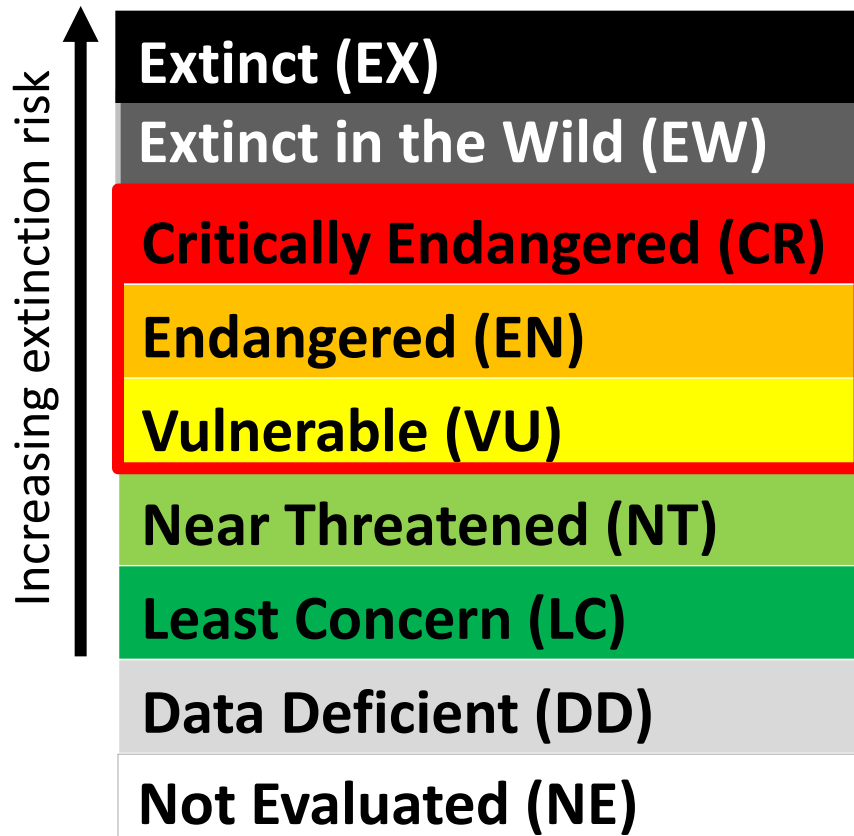 Increasing extinction risk
Extinct (EX)
Extinct in the Wild (EW)
Critically Endangered (CR)
Endangered (EN)
Vulnerable (VU)
Near Threatened (NT)
Least Concern (LC)
Data Deficient (DD)
Not Evaluated (NE)